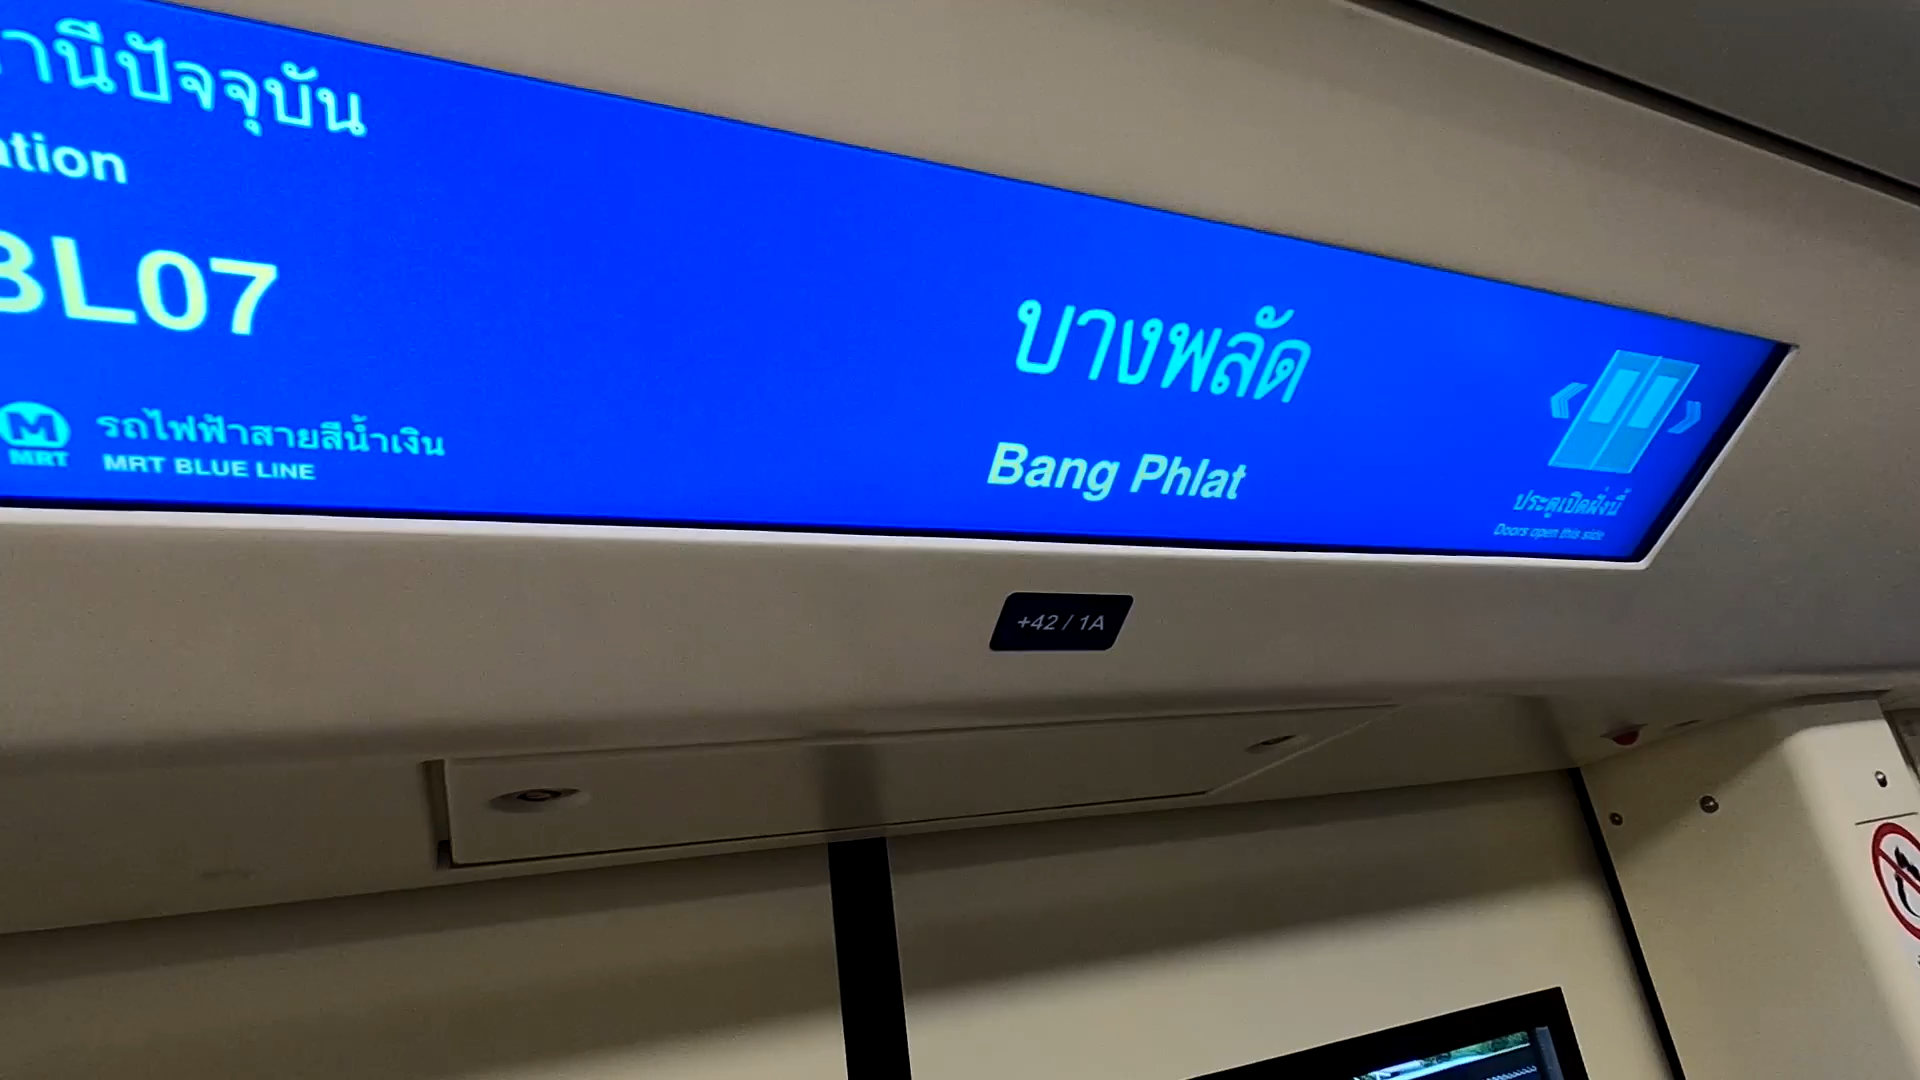 านีปัจจุบัน
ation
BL07
M
MRT
รถไฟฟ้าสายสีน้ำเงิน
MRT BLUE LINE
บางพลัด
Bang Phlat
ประตูเปิดฝั่งนี้
Doors open this side
+42 / 1A